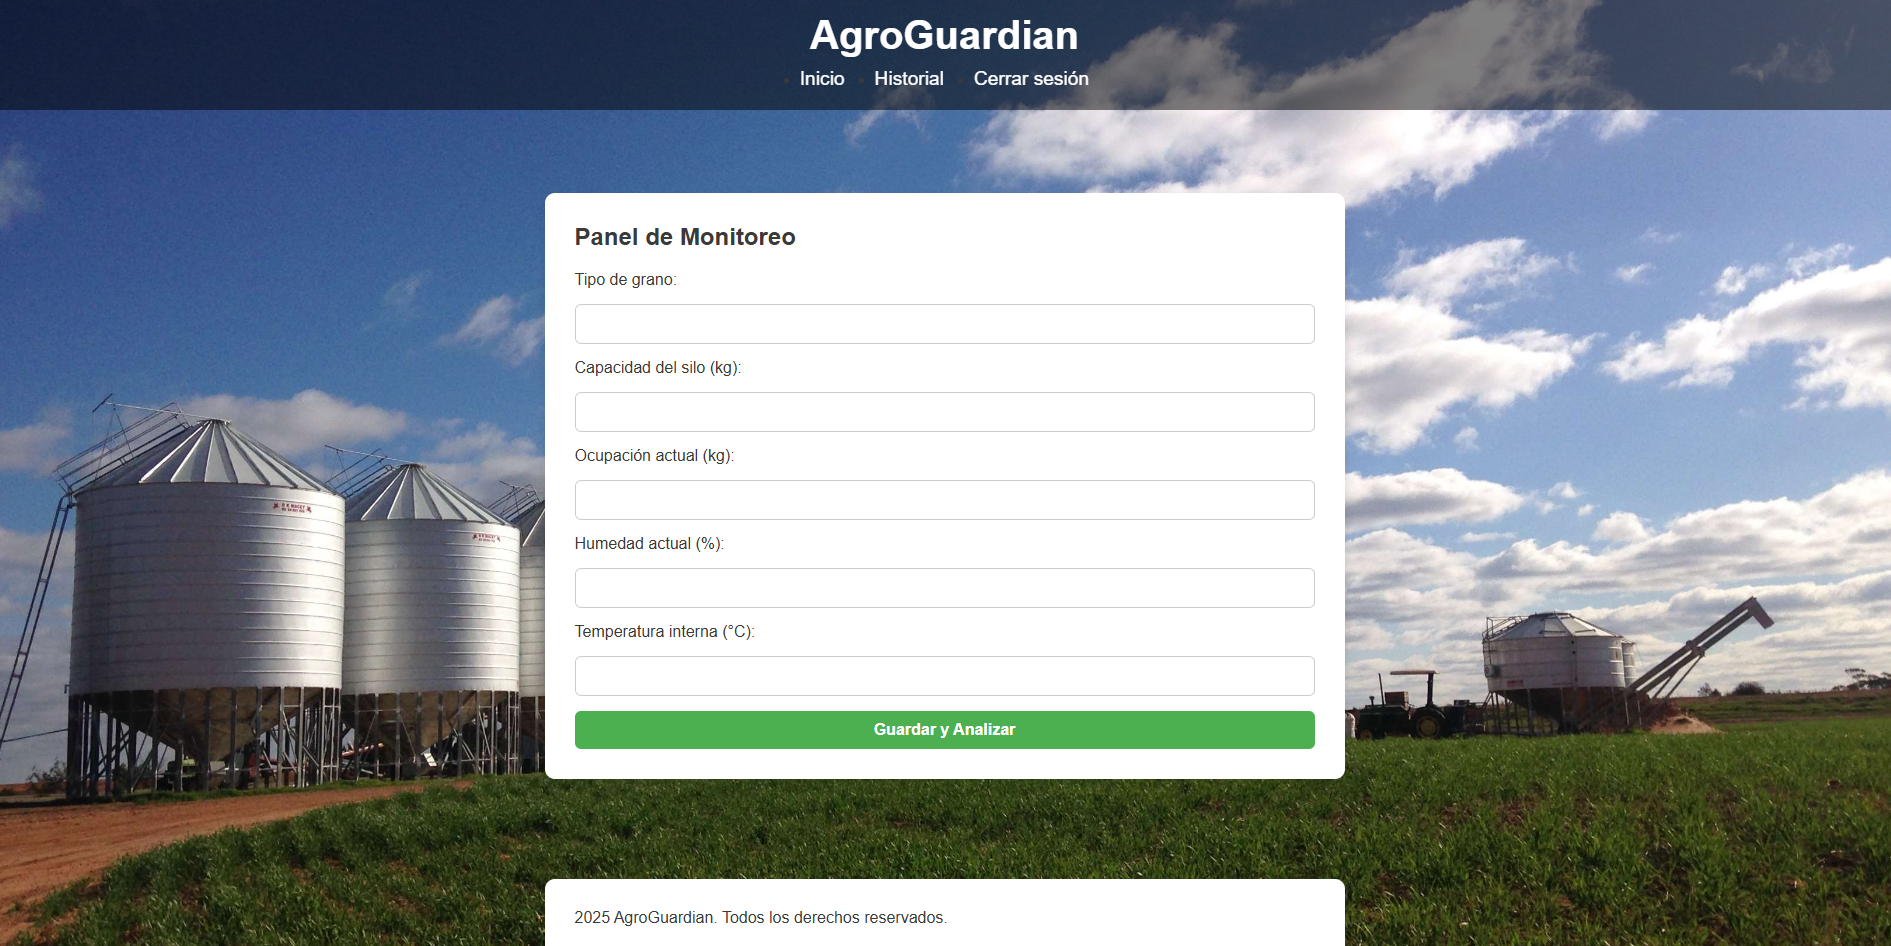 AgroGuardian
Inicio Historial Cerrar sesión
Panel de Monitoreo
Tipo de grano:
Capacidad del silo (kg):
Ocupación actual (kg):
Humedad actual (%):
Temperatura interna (°C):
Guardar y Analizar
2025 AgroGuardian. Todos los derechos reservados.